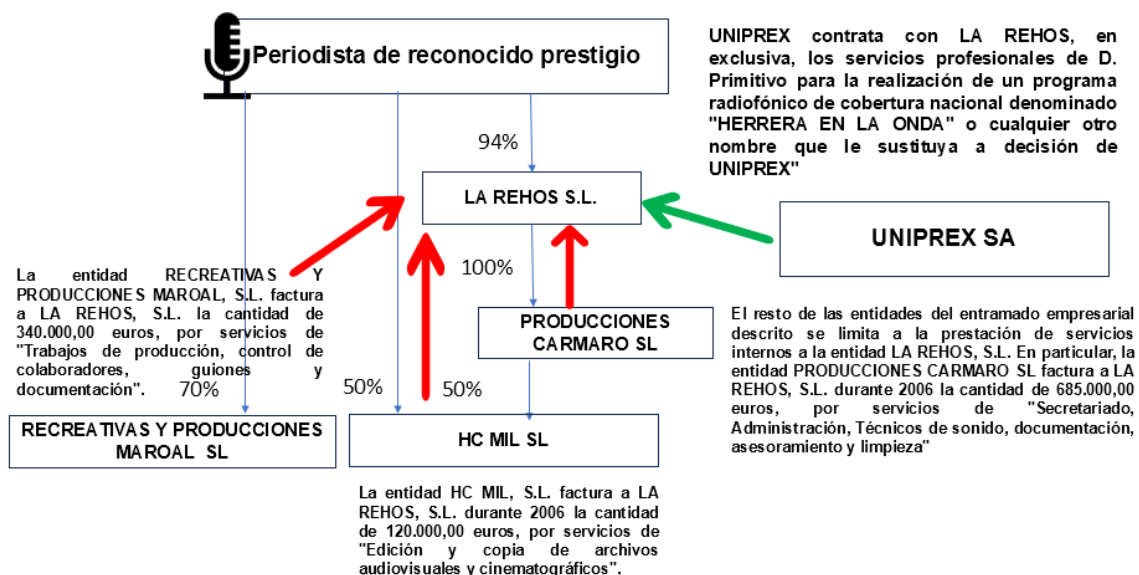 Periodista de reconocido prestigio
UNIPREX contrata con LA REHOS, en
exclusiva, los servicios profesionales de D.
Primitivo para la realización de un programa
radiofónico de cobertura nacional denominado
"HERRERA EN LA ONDA" o cualquier otro
nombre que le sustituya a decisión de
UNIPREX"
94%
LA REHOS S.L.
UNIPREX SA
100%
La entidad RECREATIVAS Y
PRODUCCIONES MAROAL, S.L. factura
a LA REHOS, S.L. la cantidad de
340.000,00 euros, por servicios de
"Trabajos de producción, control de
colaboradores, guiones y
documentación".
PRODUCCIONES
CARMARO SL
El resto de las entidades del entramado empresarial
descrito se limita a la prestación de servicios
internos a la entidad LA REHOS, S.L. En particular, la
entidad PRODUCCIONES CARMARO SL factura a LA
REHOS, S.L. durante 2006 la cantidad de 685.000,00
euros, por servicios de "Secretariado,
Administración, Técnicos de sonido, documentación,
asesoramiento y limpieza"
70%
50%
50%
RECREATIVAS Y PRODUCCIONES
MAROAL SL
HC MIL SL
La entidad HC MIL, S.L. factura a LA
REHOS, S.L. durante 2006 la cantidad
de 120.000,00 euros, por servicios de
"Edición y copia de archivos
audiovisuales y cinematográficos".